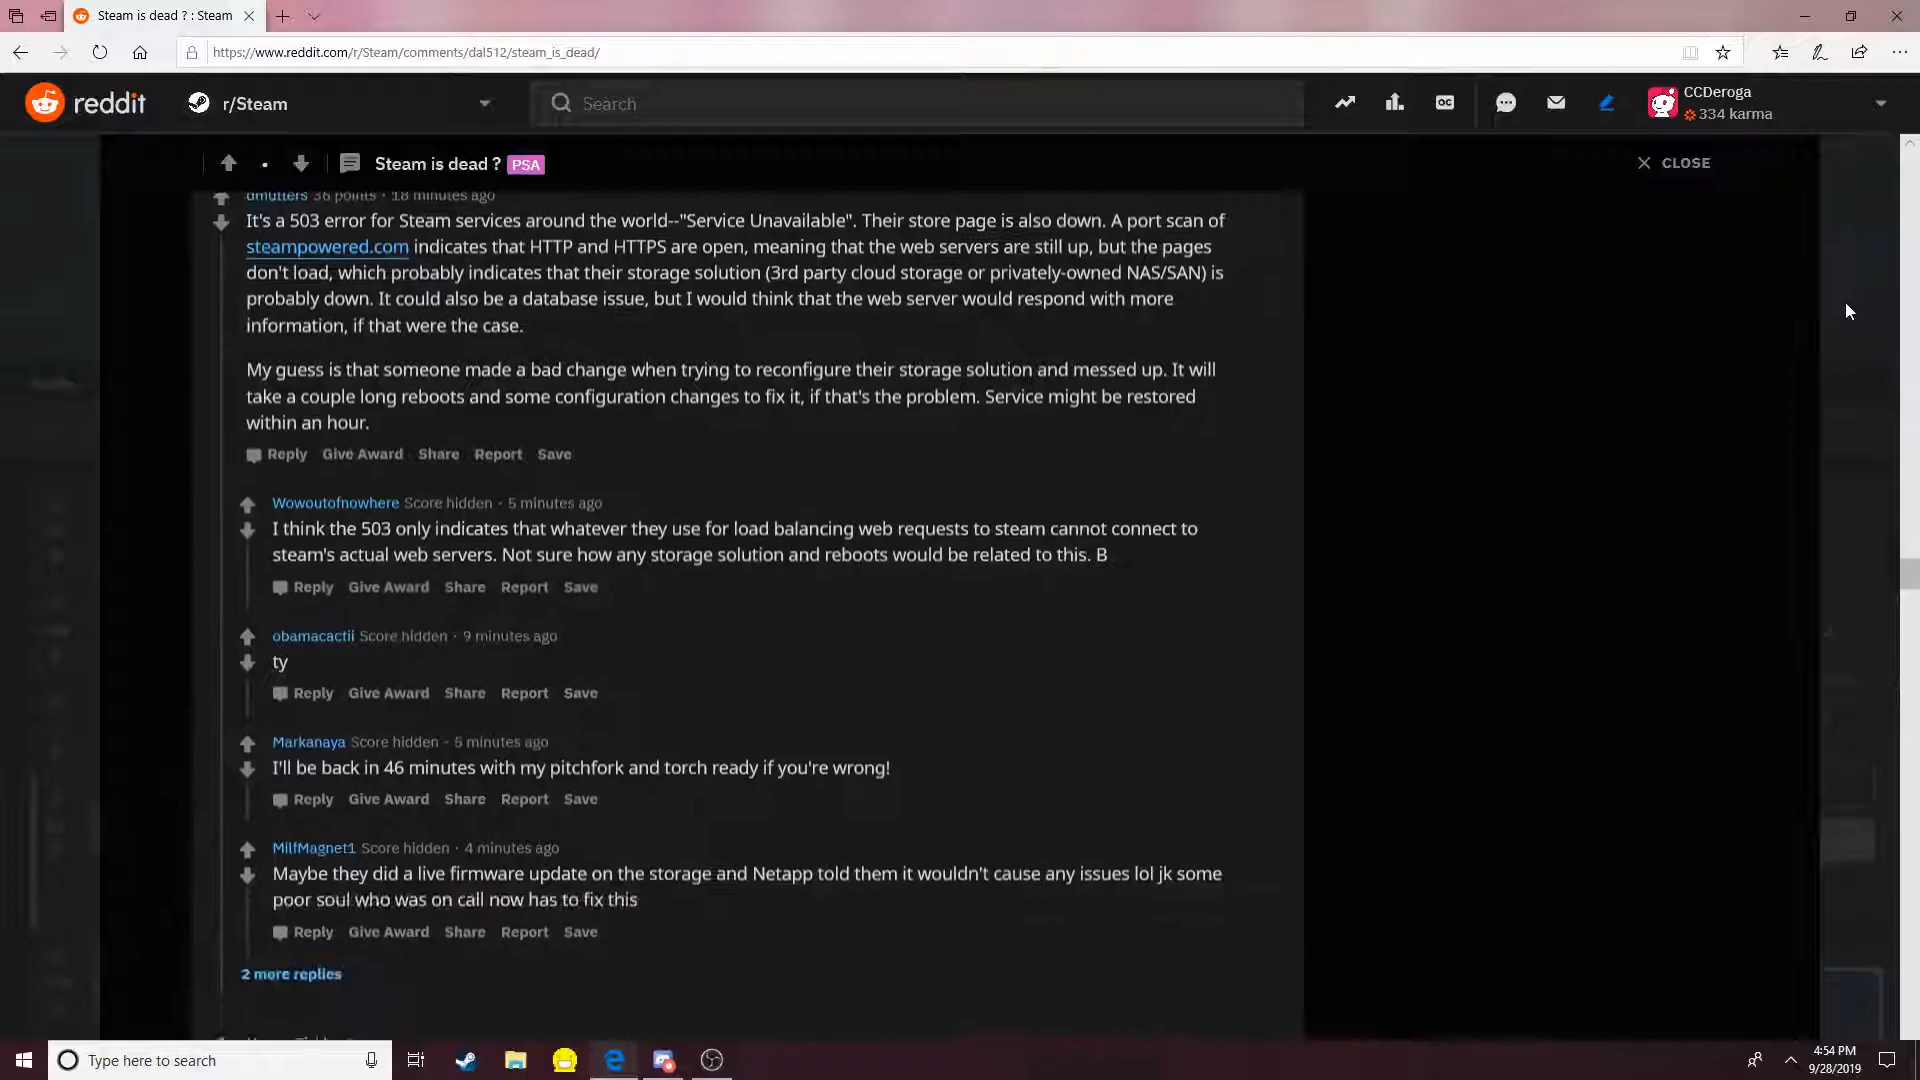 Steam is dead ? : Steam
https://www.reddit.com/r/Steam/comments/dal512/steam_is_dead/
reddit
r/Steam
Search
OC
CCDeroga
334 karma
Steam is dead ? PSA
CLOSE
dmutters 36 points · 18 minutes ago
It's a 503 error for Steam services around the world--"Service Unavailable". Their store page is also down. A port scan of
steampowered.com indicates that HTTP and HTTPS are open, meaning that the web servers are still up, but the pages
don't load, which probably indicates that their storage solution (3rd party cloud storage or privately-owned NAS/SAN) is
probably down. It could also be a database issue, but I would think that the web server would respond with more
information, if that were the case.
My guess is that someone made a bad change when trying to reconfigure their storage solution and messed up. It will
take a couple long reboots and some configuration changes to fix it, if that's the problem. Service might be restored
within an hour.
Reply Give Award Share Report Save
Wowoutofnowhere Score hidden · 5 minutes ago
I think the 503 only indicates that whatever they use for load balancing web requests to steam cannot connect to
steam's actual web servers. Not sure how any storage solution and reboots would be related to this. B
Reply Give Award Share Report Save
obamacactii Score hidden · 9 minutes ago
ty
Reply Give Award Share Report Save
Markanaya Score hidden · 5 minutes ago
I'll be back in 46 minutes with my pitchfork and torch ready if you're wrong!
Reply Give Award Share Report Save
MilfMagnet1 Score hidden · 4 minutes ago
Maybe they did a live firmware update on the storage and Netapp told them it wouldn't cause any issues lol jk some
poor soul who was on call now has to fix this
Reply Give Award Share Report Save
2 more replies
Type here to search
4:54 PM
9/28/2019